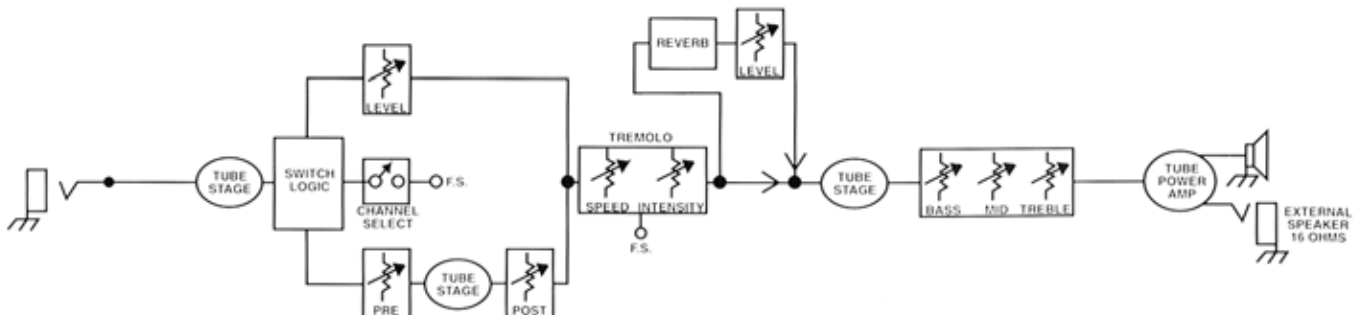 REVERB
LEVEL
LEVEL
TREMOLO
TUBE
STAGE
SWITCH
LOGIC
F.S.
CHANNEL
SELECT
SPEED INTENSITY
F.S.
TUBE
STAGE
BASS MID TREBLE
TUBE
POWER
AMP
EXTERNAL
SPEAKER
16 OHMS
PRE
TUBE
STAGE
POST